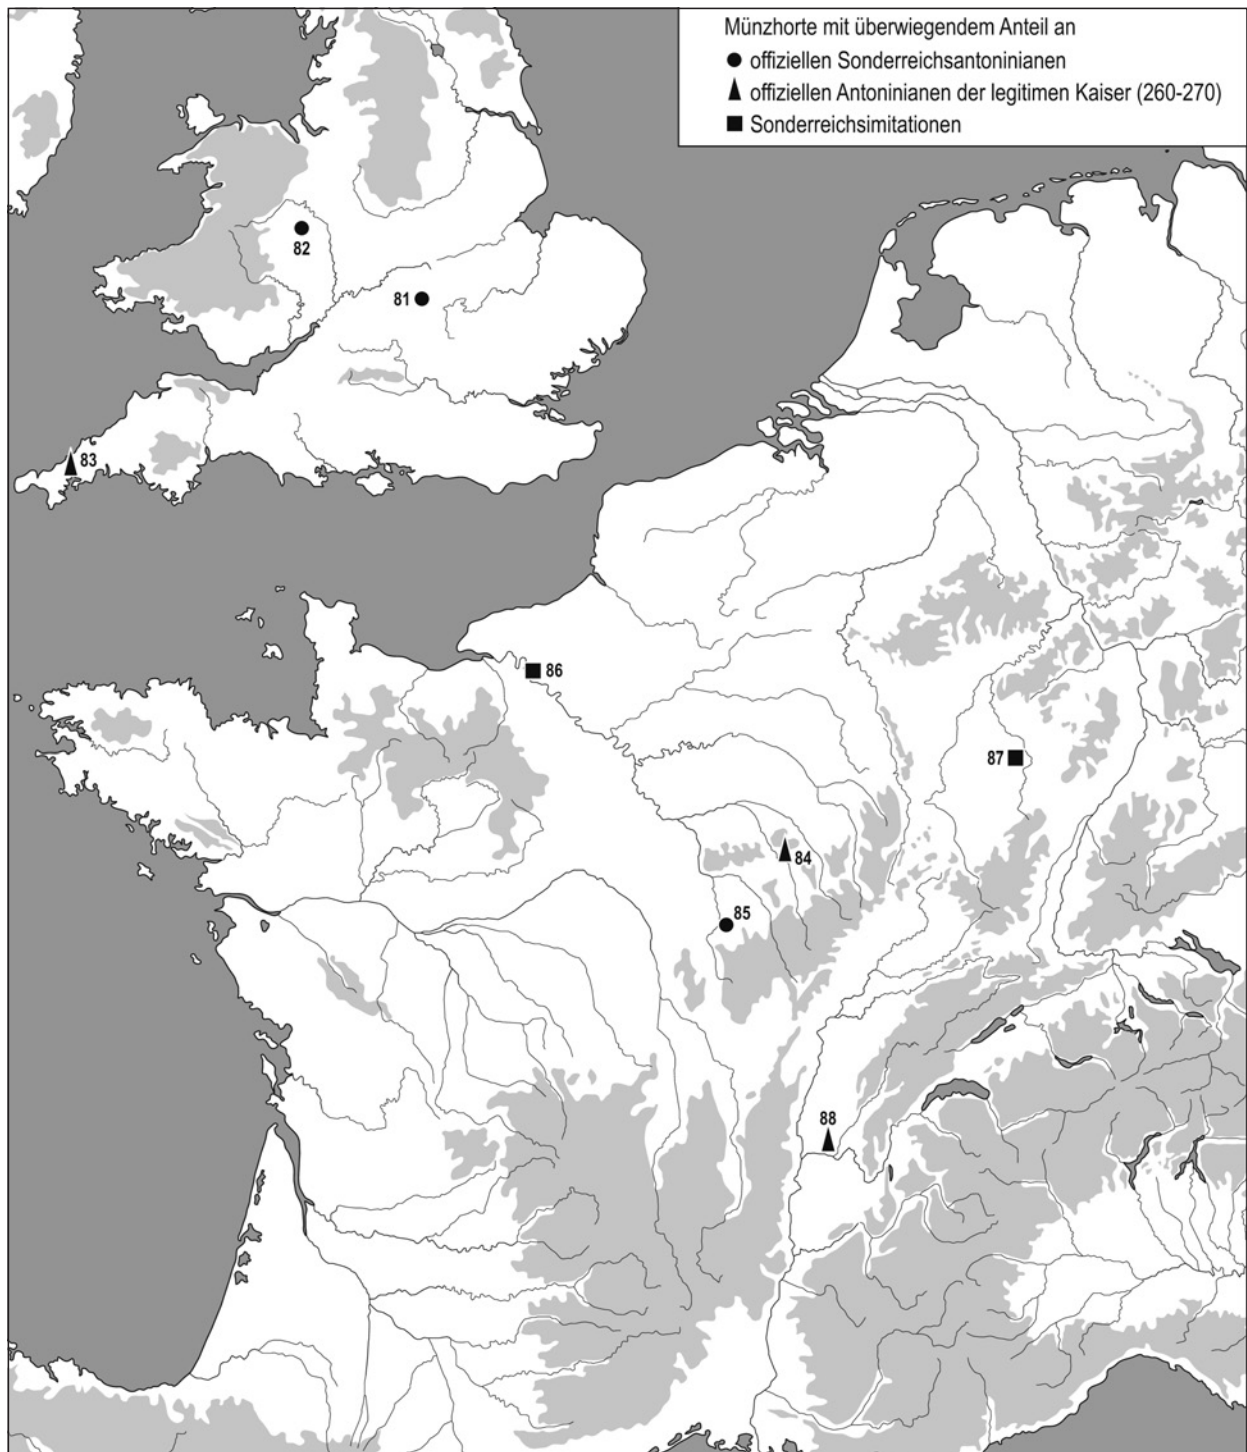 Münzhorte mit überwiegendem Anteil an
offiziellen Sonderreichsantoninianen
offiziellen Antoninianen der legitimen Kaiser (260-270)
Sonderreichsimitationen
82
81
83
86
87
84
85
88